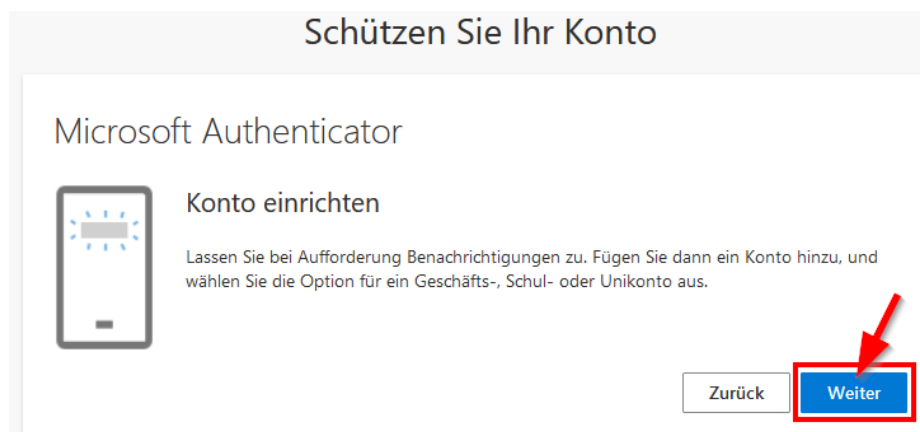 Schützen Sie Ihr Konto
Microsoft Authenticator
Konto einrichten
Lassen Sie bei Aufforderung Benachrichtigungen zu. Fügen Sie dann ein Konto hinzu, und
wählen Sie die Option für ein Geschäfts-, Schul- oder Unikonto aus.
Zurück Weiter